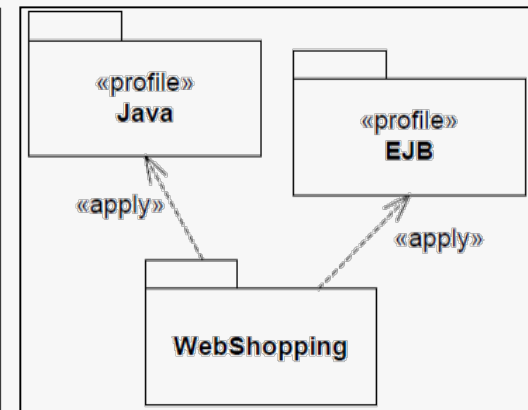 «profile»
Java
«profile»
EJB
«apply»
«apply»
WebShopping